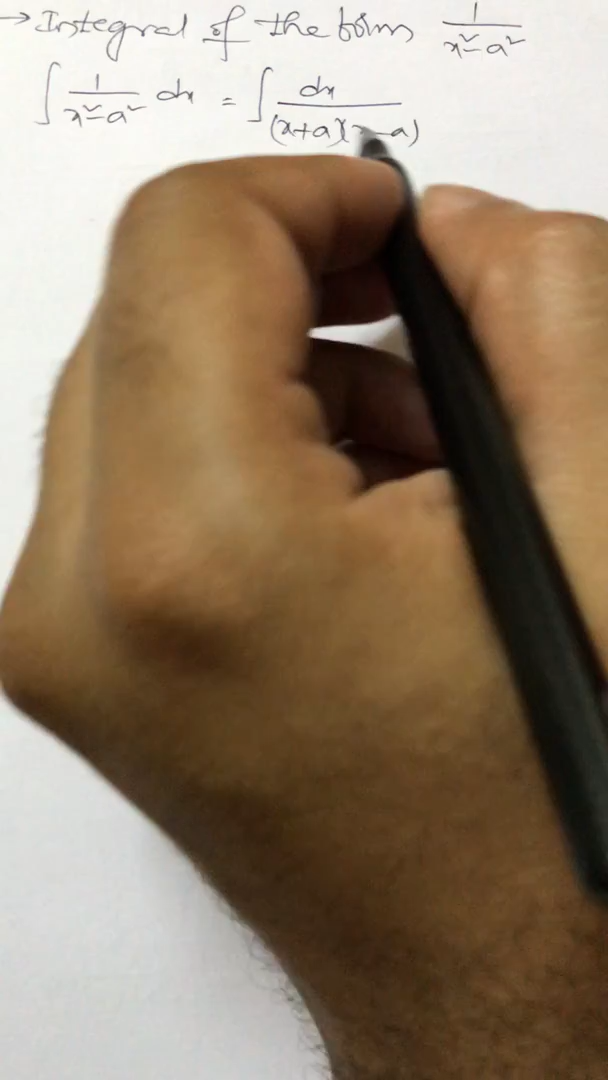 → Integral of the form 1/(x²-a²)
∫ 1/(x²-a²) dx = ∫ dx/((x+a)(x-a))